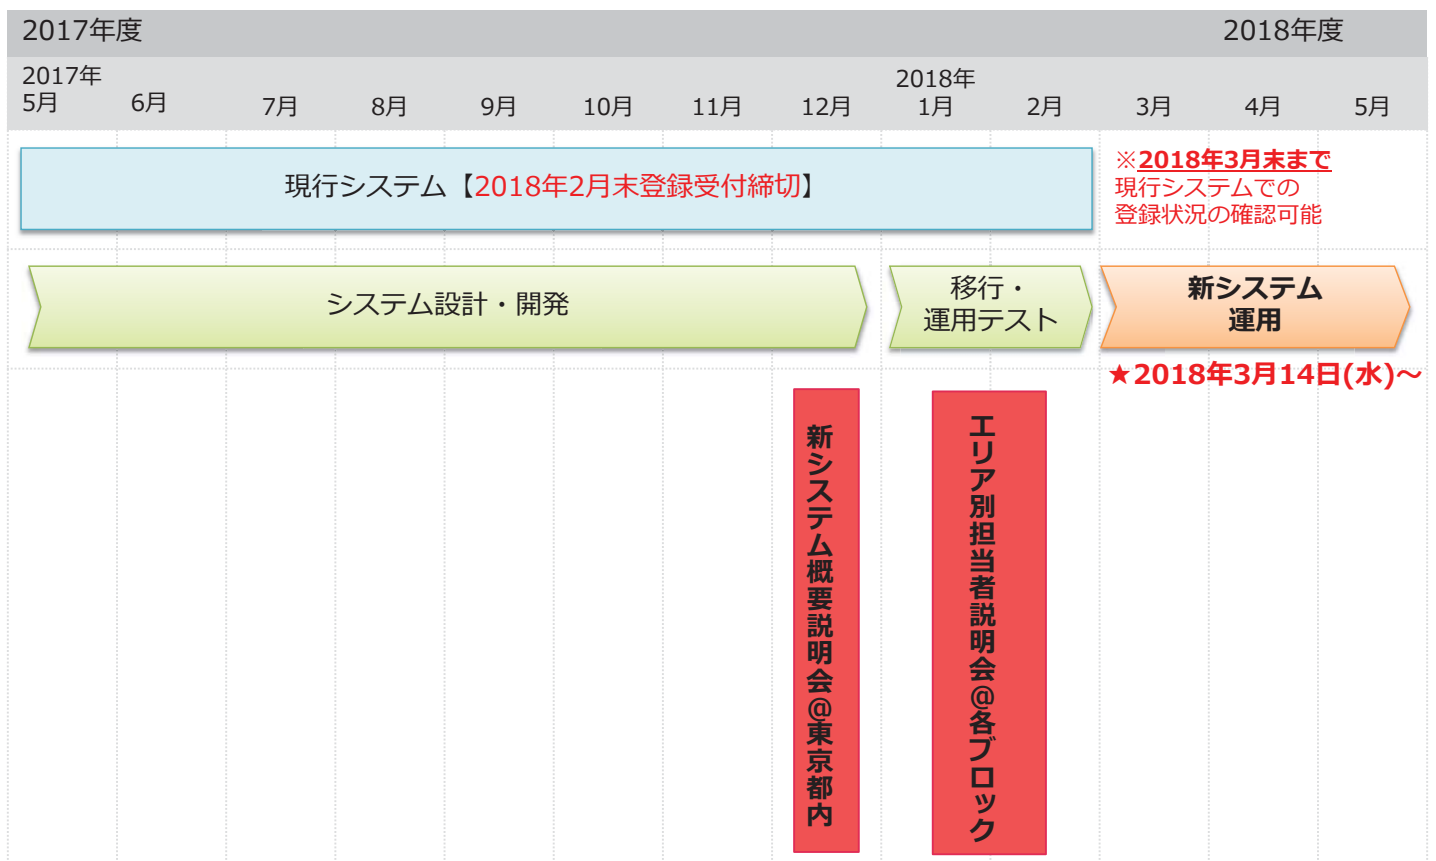 2017年度
2018年度
2017年
5月
6月
7月
8月
9月
10月
11月
12月
2018年
1月
2月
3月
4月
5月
現行システム【2018年2月末登録受付締切】
※2018年3月末まで
現行システムでの
登録状況の確認可能
システム設計・開発
移行・
運用テスト
新システム
運用
★2018年3月14日(水)～
新システム概要説明会@東京都内
エリア別担当者説明会@各ブロック